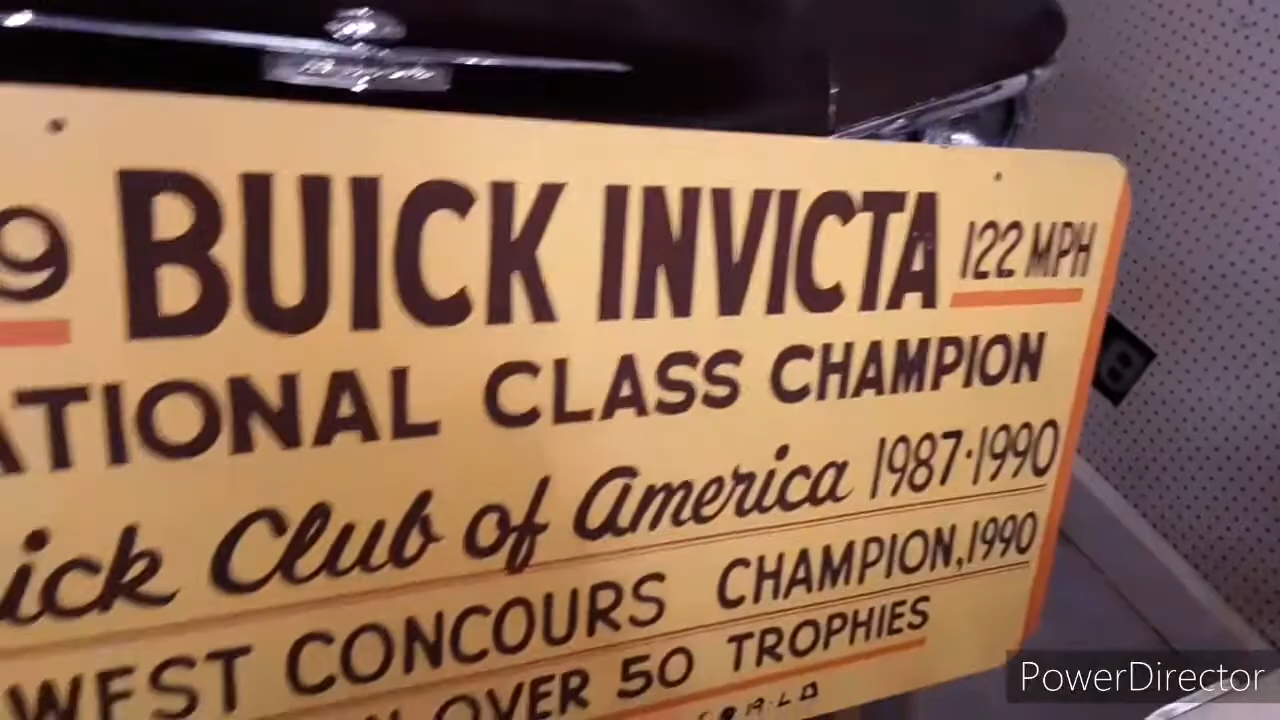 9 BUICK INVICTA 122 MPH
ATIONAL CLASS CHAMPION
ick Club of America 1987·1990
WEST CONCOURS CHAMPION, 1990
OVER 50 TROPHIES
PowerDirector